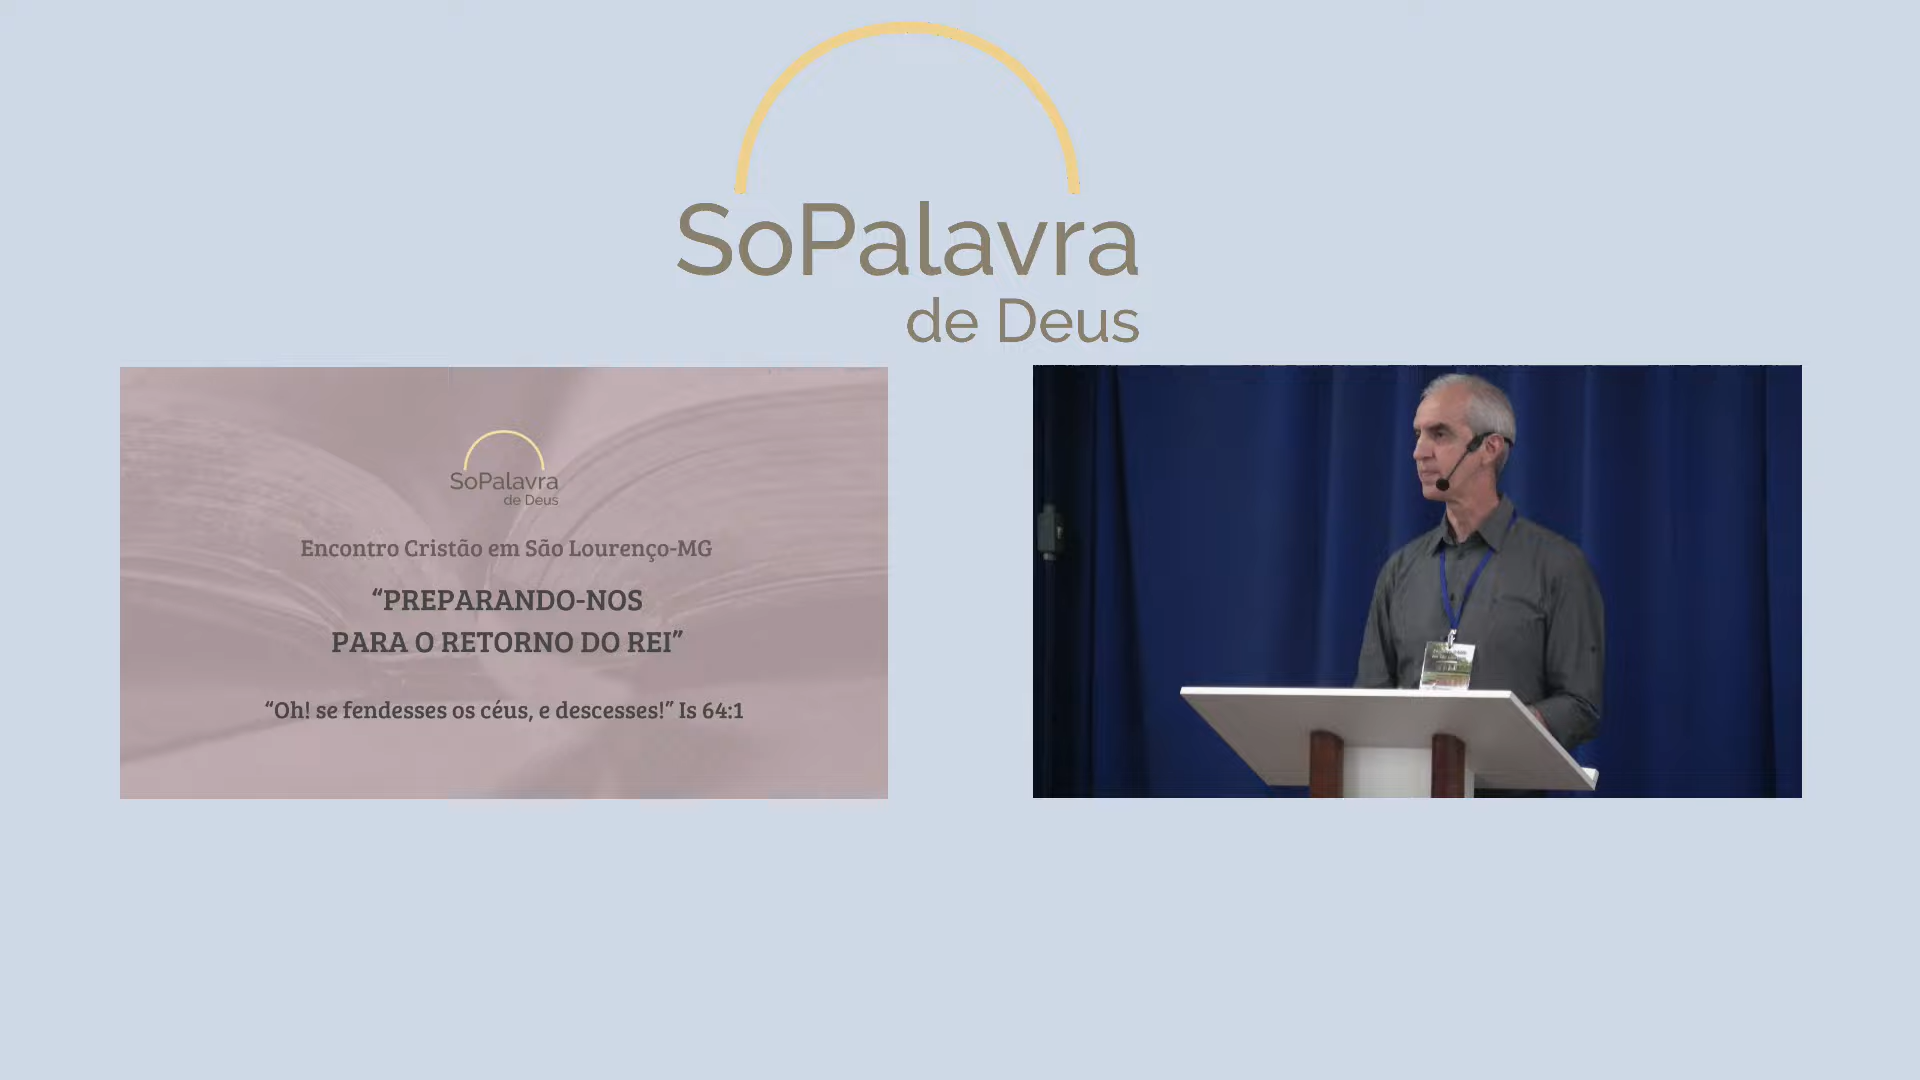 SoPalavra
de Deus
SoPalavra
de Deus
Encontro Cristão em São Lourenço-MG
“PREPARANDO-NOS
PARA O RETORNO DO REI”
“Oh! se fendesses os céus, e descesses!” Is 64:1